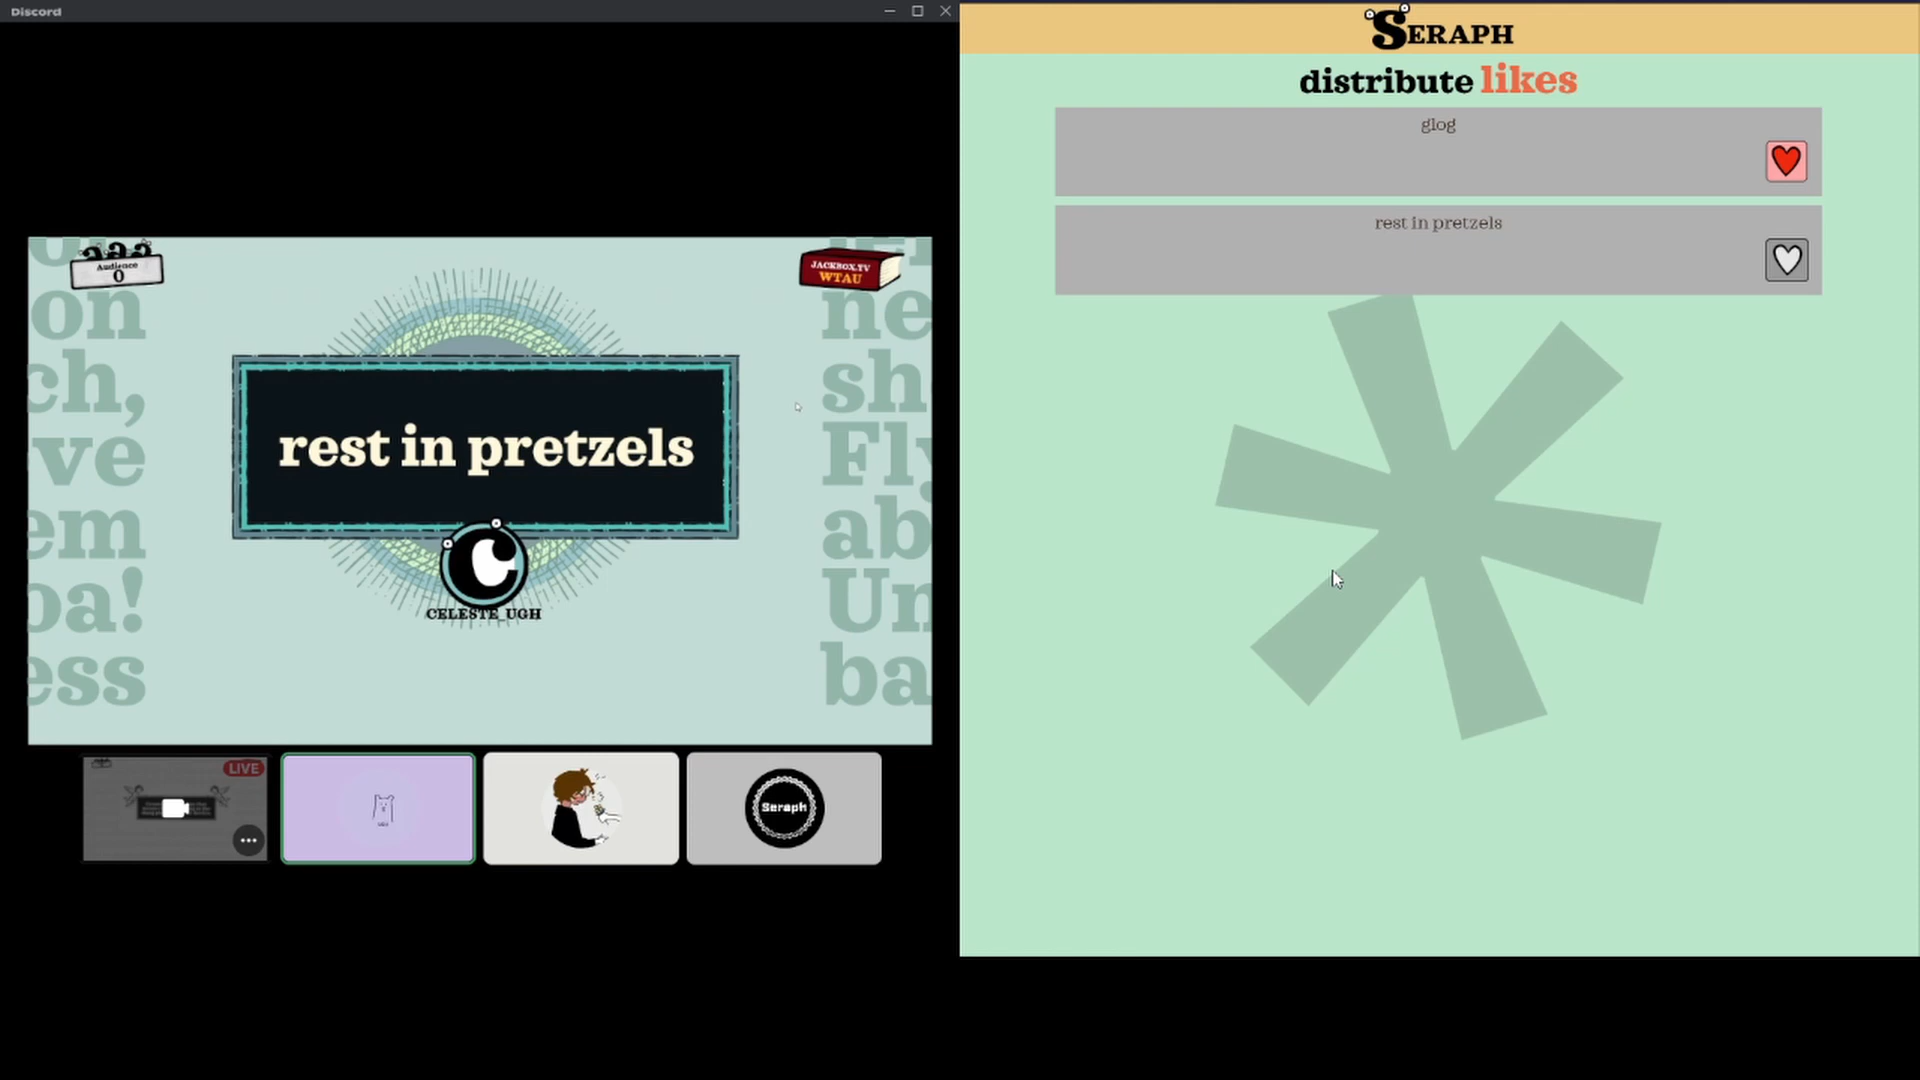 Discord
aaa
Audience
0
JACKBOX.TV
WTAU
on
ch,
ve
em
ba!
ess
ne
sh
Fly
ab
Un
ba
rest in pretzels
C
CELESTE_UGH
LIVE
Seraph
SERAPH
distribute likes
glog
rest in pretzels